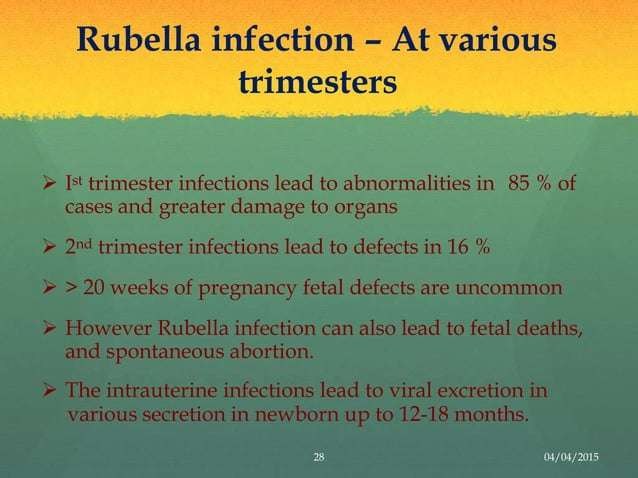 Rubella infection – At various
trimesters
➢ Ist trimester infections lead to abnormalities in 85 % of
cases and greater damage to organs
➢ 2nd trimester infections lead to defects in 16 %
➢ > 20 weeks of pregnancy fetal defects are uncommon
➢ However Rubella infection can also lead to fetal deaths,
and spontaneous abortion.
➢ The intrauterine infections lead to viral excretion in
various secretion in newborn up to 12-18 months.
28 04/04/2015